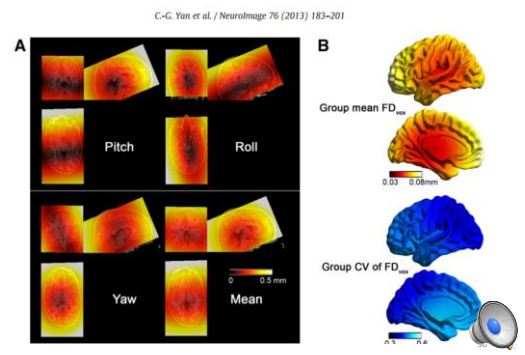 C.-G. Yan et al. / NeuroImage 76 (2013) 183–201
A
Pitch
Roll
Yaw
Mean
0
0.5 mm
B
Group mean FDvox
0.03
0.08mm
Group CV of FDvox
0.3
0.6